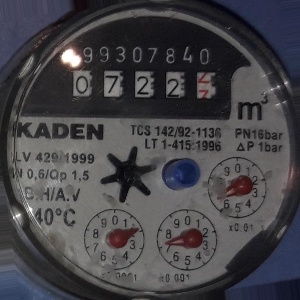 99307840
0722
m³
KADEN
TCS 142/92-1136 PN16bar
LV 429/1999 LT 1-415:1996 ΔP 1bar
0,6/Qp 1,5
B.H/A.V
40°C
x0.01
x0.001